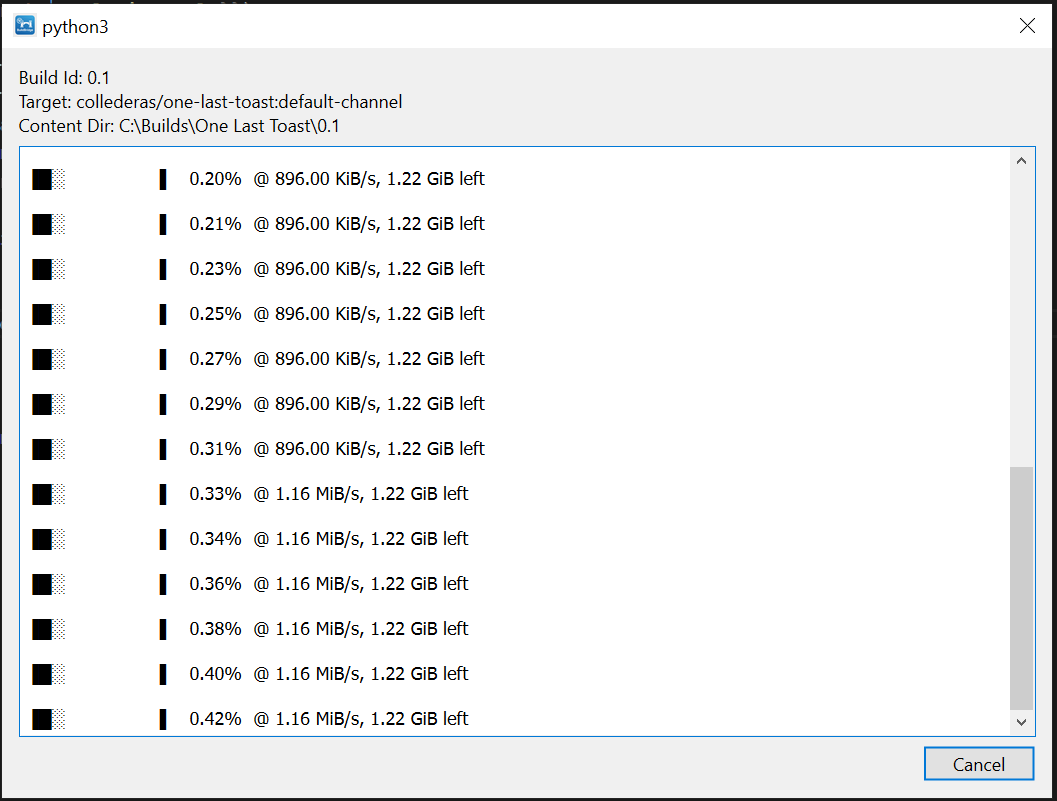 python3
Build Id: 0.1
Target: collederas/one-last-toast:default-channel
Content Dir: C:\Builds\One Last Toast\0.1
0.20% @ 896.00 KiB/s, 1.22 GiB left
0.21% @ 896.00 KiB/s, 1.22 GiB left
0.23% @ 896.00 KiB/s, 1.22 GiB left
0.25% @ 896.00 KiB/s, 1.22 GiB left
0.27% @ 896.00 KiB/s, 1.22 GiB left
0.29% @ 896.00 KiB/s, 1.22 GiB left
0.31% @ 896.00 KiB/s, 1.22 GiB left
0.33% @ 1.16 MiB/s, 1.22 GiB left
0.34% @ 1.16 MiB/s, 1.22 GiB left
0.36% @ 1.16 MiB/s, 1.22 GiB left
0.38% @ 1.16 MiB/s, 1.22 GiB left
0.40% @ 1.16 MiB/s, 1.22 GiB left
0.42% @ 1.16 MiB/s, 1.22 GiB left
Cancel